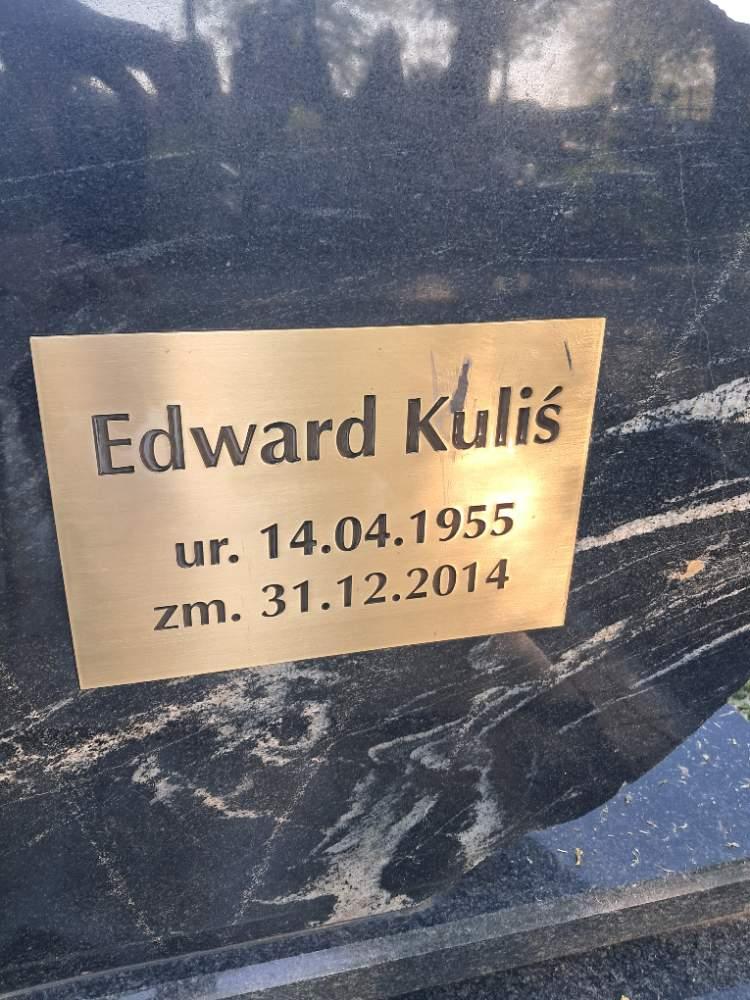 Edward Kuliś
ur. 14.04.1955
zm. 31.12.2014